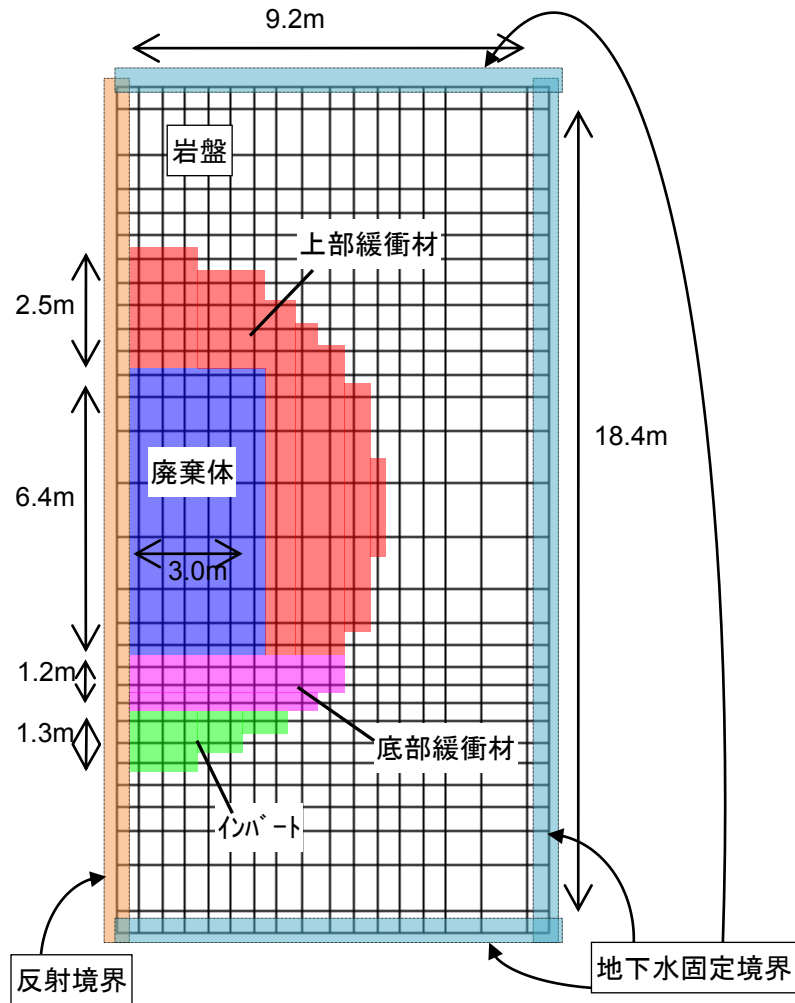 9.2m
岩盤
上部緩衝材
2.5m
18.4m
廃棄体
6.4m
3.0m
1.2m
1.3m
底部緩衝材
インバート
反射境界
地下水固定境界